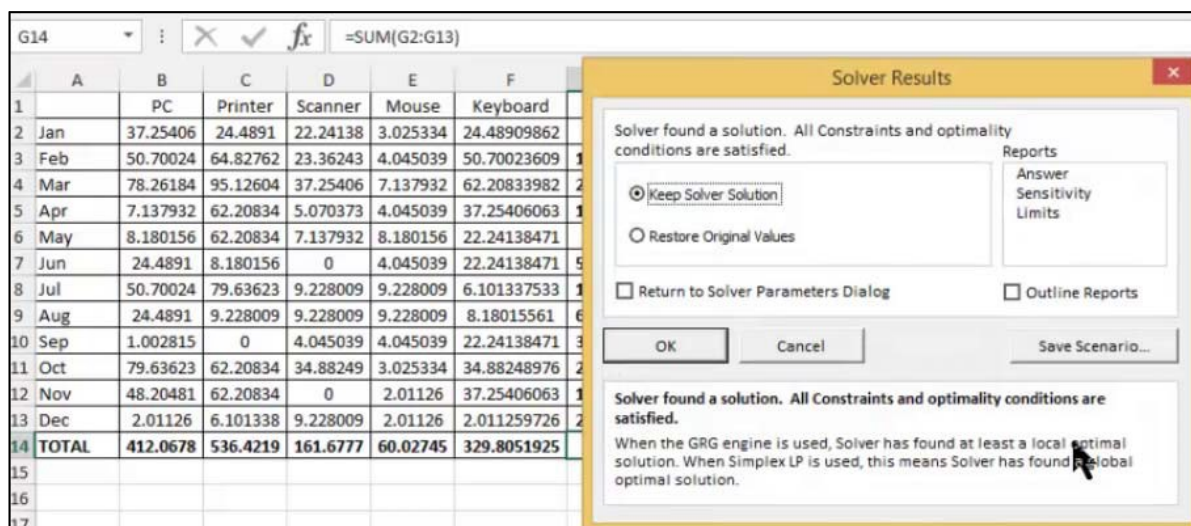 G14 =SUM(G2:G13)
A B C D E F
1 PC Printer Scanner Mouse Keyboard
2 Jan 37.25406 24.4891 22.24138 3.025334 24.48909862
3 Feb 50.70024 64.82762 23.36243 4.045039 50.70023609 1
4 Mar 78.26184 95.12604 37.25406 7.137932 62.20833982 2
5 Apr 7.137932 62.20834 5.070373 4.045039 37.25406063 1
6 May 8.180156 62.20834 7.137932 8.180156 22.24138471
7 Jun 24.4891 8.180156 0 4.045039 22.24138471 5
8 Jul 50.70024 79.63623 9.228009 9.228009 6.101337533 1
9 Aug 24.4891 9.228009 9.228009 9.228009 8.18015561 6
10 Sep 1.002815 0 4.045039 4.045039 22.24138471 3
11 Oct 79.63623 62.20834 34.88249 3.025334 34.88248976 2
12 Nov 48.20481 62.20834 0 2.01126 37.25406063 1
13 Dec 2.01126 6.101338 9.228009 2.01126 2.011259726 2
14 TOTAL 412.0678 536.4219 161.6777 60.02745 329.8051925
15
16
17
Solver Results
Solver found a solution. All Constraints and optimality
conditions are satisfied.
Reports
Answer
Sensitivity
Limits
Keep Solver Solution
Restore Original Values
Return to Solver Parameters Dialog
Outline Reports
OK Cancel Save Scenario...
Solver found a solution. All Constraints and optimality conditions are
satisfied.
When the GRG engine is used, Solver has found at least a local optimal
solution. When Simplex LP is used, this means Solver has found a global
optimal solution.